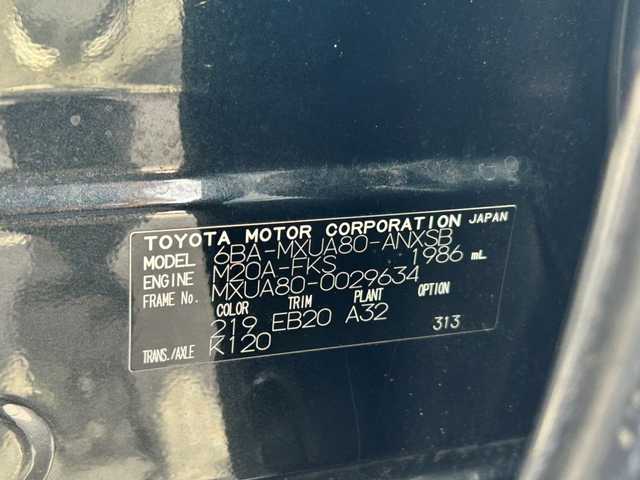 TOYOTA MOTOR CORPORATION JAPAN
MODEL 6BA-MXUA80-ANXSB
ENGINE M20A-FKS 1986 mL
FRAME No. MXUA80-0029634
COLOR TRIM PLANT OPTION
219 EB20 A32 313
TRANS./AXLE K120